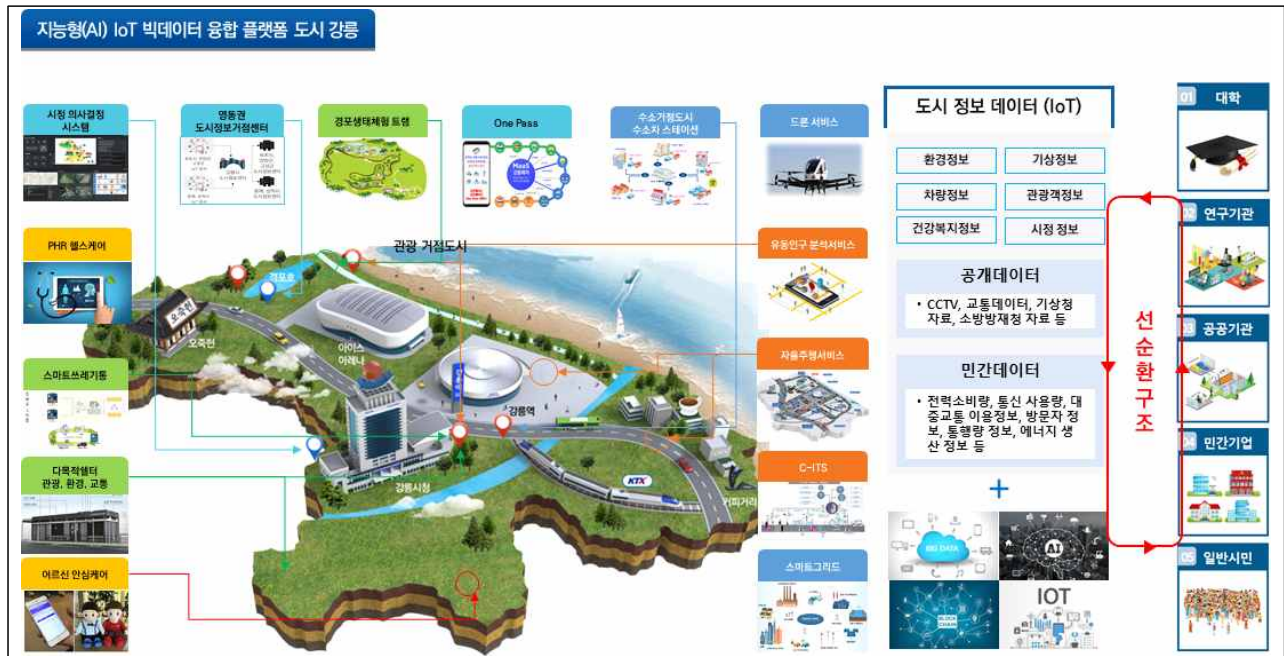 지능형(AI) IoT 빅데이터 융합 플랫폼 도시 강릉
시정 의사결정
시스템
영동권
도시정보거점센터
경포생태체험 트램
One Pass
MaaS
수소거점도시
수소차 스테이션
드론 서비스
PHR 헬스케어
관광 거점도시
유동인구 분석서비스
경포호
오죽헌
오죽헌
아이스
아레나
스마트쓰레기통
자율주행서비스
강릉역
다목적쉘터
관광, 환경, 교통
강릉시청
KTX
커피거리
C-ITS
어르신 안심케어
스마트그리드
도시 정보 데이터 (IoT)
환경정보
기상정보
차량정보
관광객정보
건강복지정보
시정 정보
공개데이터
• CCTV, 교통데이터, 기상청
자료, 소방방재청 자료 등
민간데이터
• 전력소비량, 통신 사용량, 대
중교통 이용정보, 방문자 정
보, 통행량 정보, 에너지 생
산 정보 등
+
BIG DATA
AI
BLOCK
CHAIN
IOT
선순환구조
01 대학
02 연구기관
03 공공기관
04 민간기업
05 일반시민